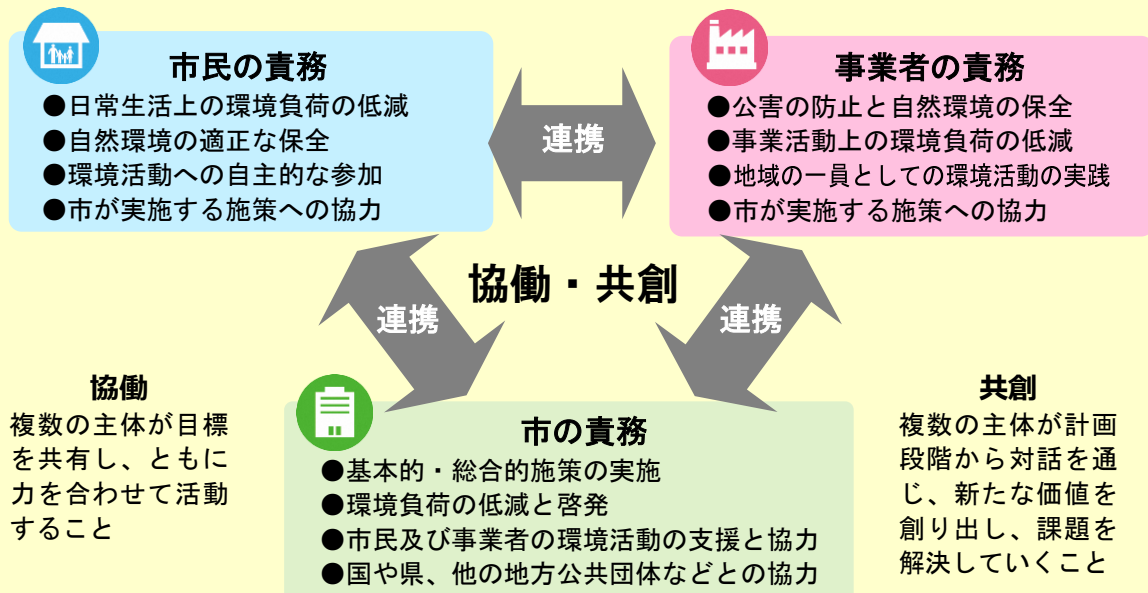 市民の責務
●日常生活上の環境負荷の低減
●自然環境の適正な保全
●環境活動への自主的な参加
●市が実施する施策への協力
連携
事業者の責務
●公害の防止と自然環境の保全
●事業活動上の環境負荷の低減
●地域の一員としての環境活動の実践
●市が実施する施策への協力
協働・共創
連携
連携
協働
複数の主体が目標
を共有し、ともに
力を合わせて活動
すること
市の責務
●基本的・総合的施策の実施
●環境負荷の低減と啓発
●市民及び事業者の環境活動の支援と協力
●国や県、他の地方公共団体などとの協力
共創
複数の主体が計画
段階から対話を通
じ、新たな価値を
創り出し、課題を
解決していくこと